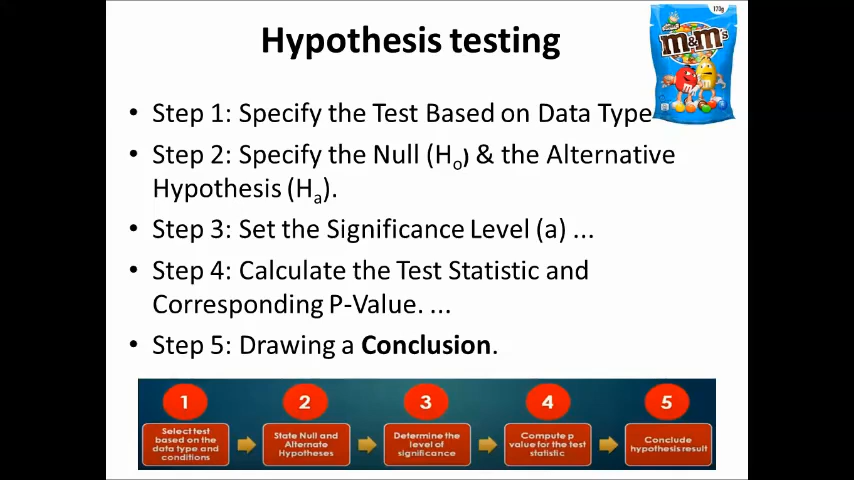 Hypothesis testing
173g
m&m's
• Step 1: Specify the Test Based on Data Type
• Step 2: Specify the Null (Ho) & the Alternative
Hypothesis (Ha).
• Step 3: Set the Significance Level (a) ...
• Step 4: Calculate the Test Statistic and
Corresponding P-Value. ...
• Step 5: Drawing a Conclusion.
1
Select test
based on the
data type and
conditions
2
State Null and
Alternate
Hypotheses
3
Determine the
level of
significance
4
Compute p
value for the test
statistic
5
Conclude
hypothesis result